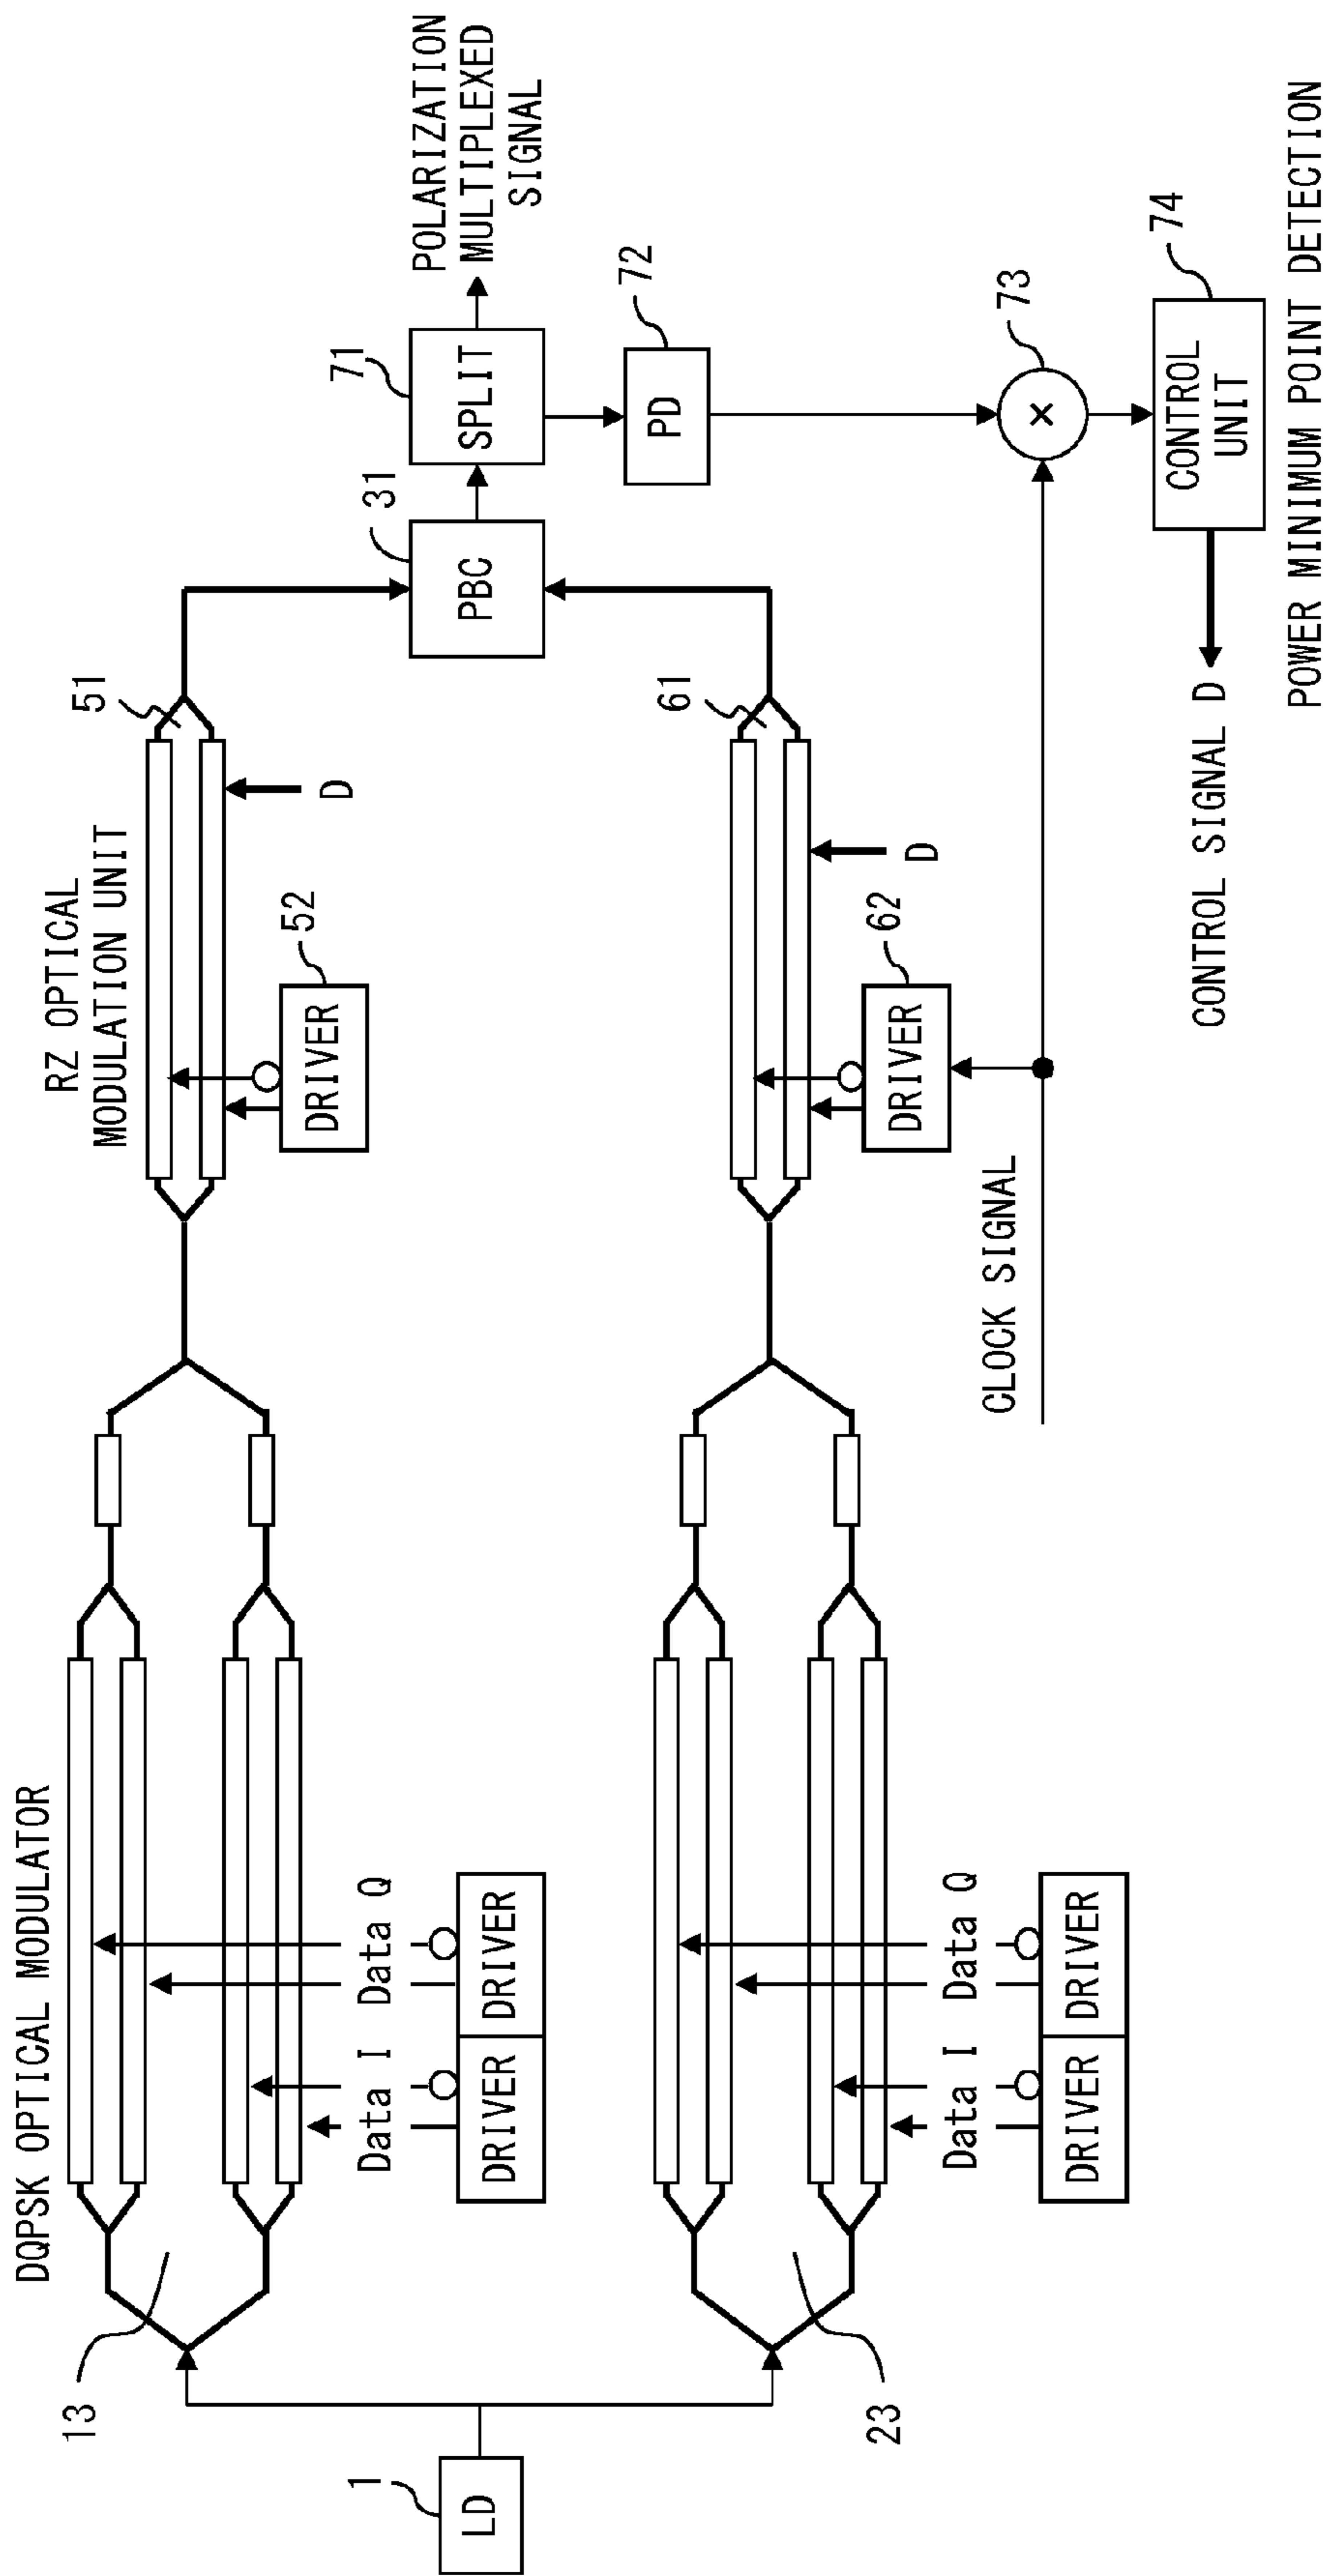 DQPSK OPTICAL MODULATOR
RZ OPTICAL
MODULATION UNIT
POLARIZATION
MULTIPLEXED
SIGNAL
13
51
D
52
DRIVER
Data I
Data Q
DRIVER
DRIVER
1
LD
31
PBC
71
SPLIT
72
PD
23
61
D
62
DRIVER
Data I
Data Q
DRIVER
DRIVER
CLOCK SIGNAL
73
×
74
CONTROL
UNIT
CONTROL SIGNAL D
POWER MINIMUM POINT DETECTION